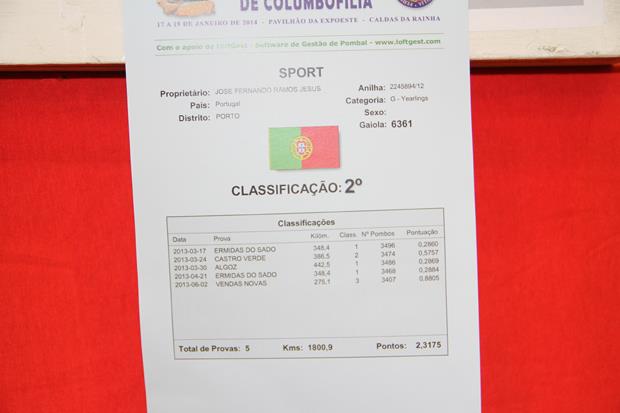 DE COLUMBOFILIA
17 A 19 DE JANEIRO DE 2014 - PAVILHÃO DA EXPOESTE - CALDAS DA RAINHA
Com o apoio de LoftGest - Software de Gestão de Pombal - www.loftgest.com
SPORT
Proprietário: JOSE FERNANDO RAMOS JESUS Anilha: 2245894/12
País: Portugal Categoria: G - Yearlings
Distrito: PORTO Sexo:
Gaiola: 6361
CLASSIFICAÇÃO: 2º
Classificações
Data Prova Kilóm. Class. Nº Pombos Pontuação
2013-03-17 ERMIDAS DO SADO 348,4 1 3496 0,2860
2013-03-24 CASTRO VERDE 386,5 2 3474 0,5757
2013-03-30 ALGOZ 442,5 1 3486 0,2869
2013-04-21 ERMIDAS DO SADO 348,4 1 3468 0,2884
2013-06-02 VENDAS NOVAS 275,1 3 3407 0,8805
Total de Provas: 5 Kms: 1800,9 Pontos: 2,3175